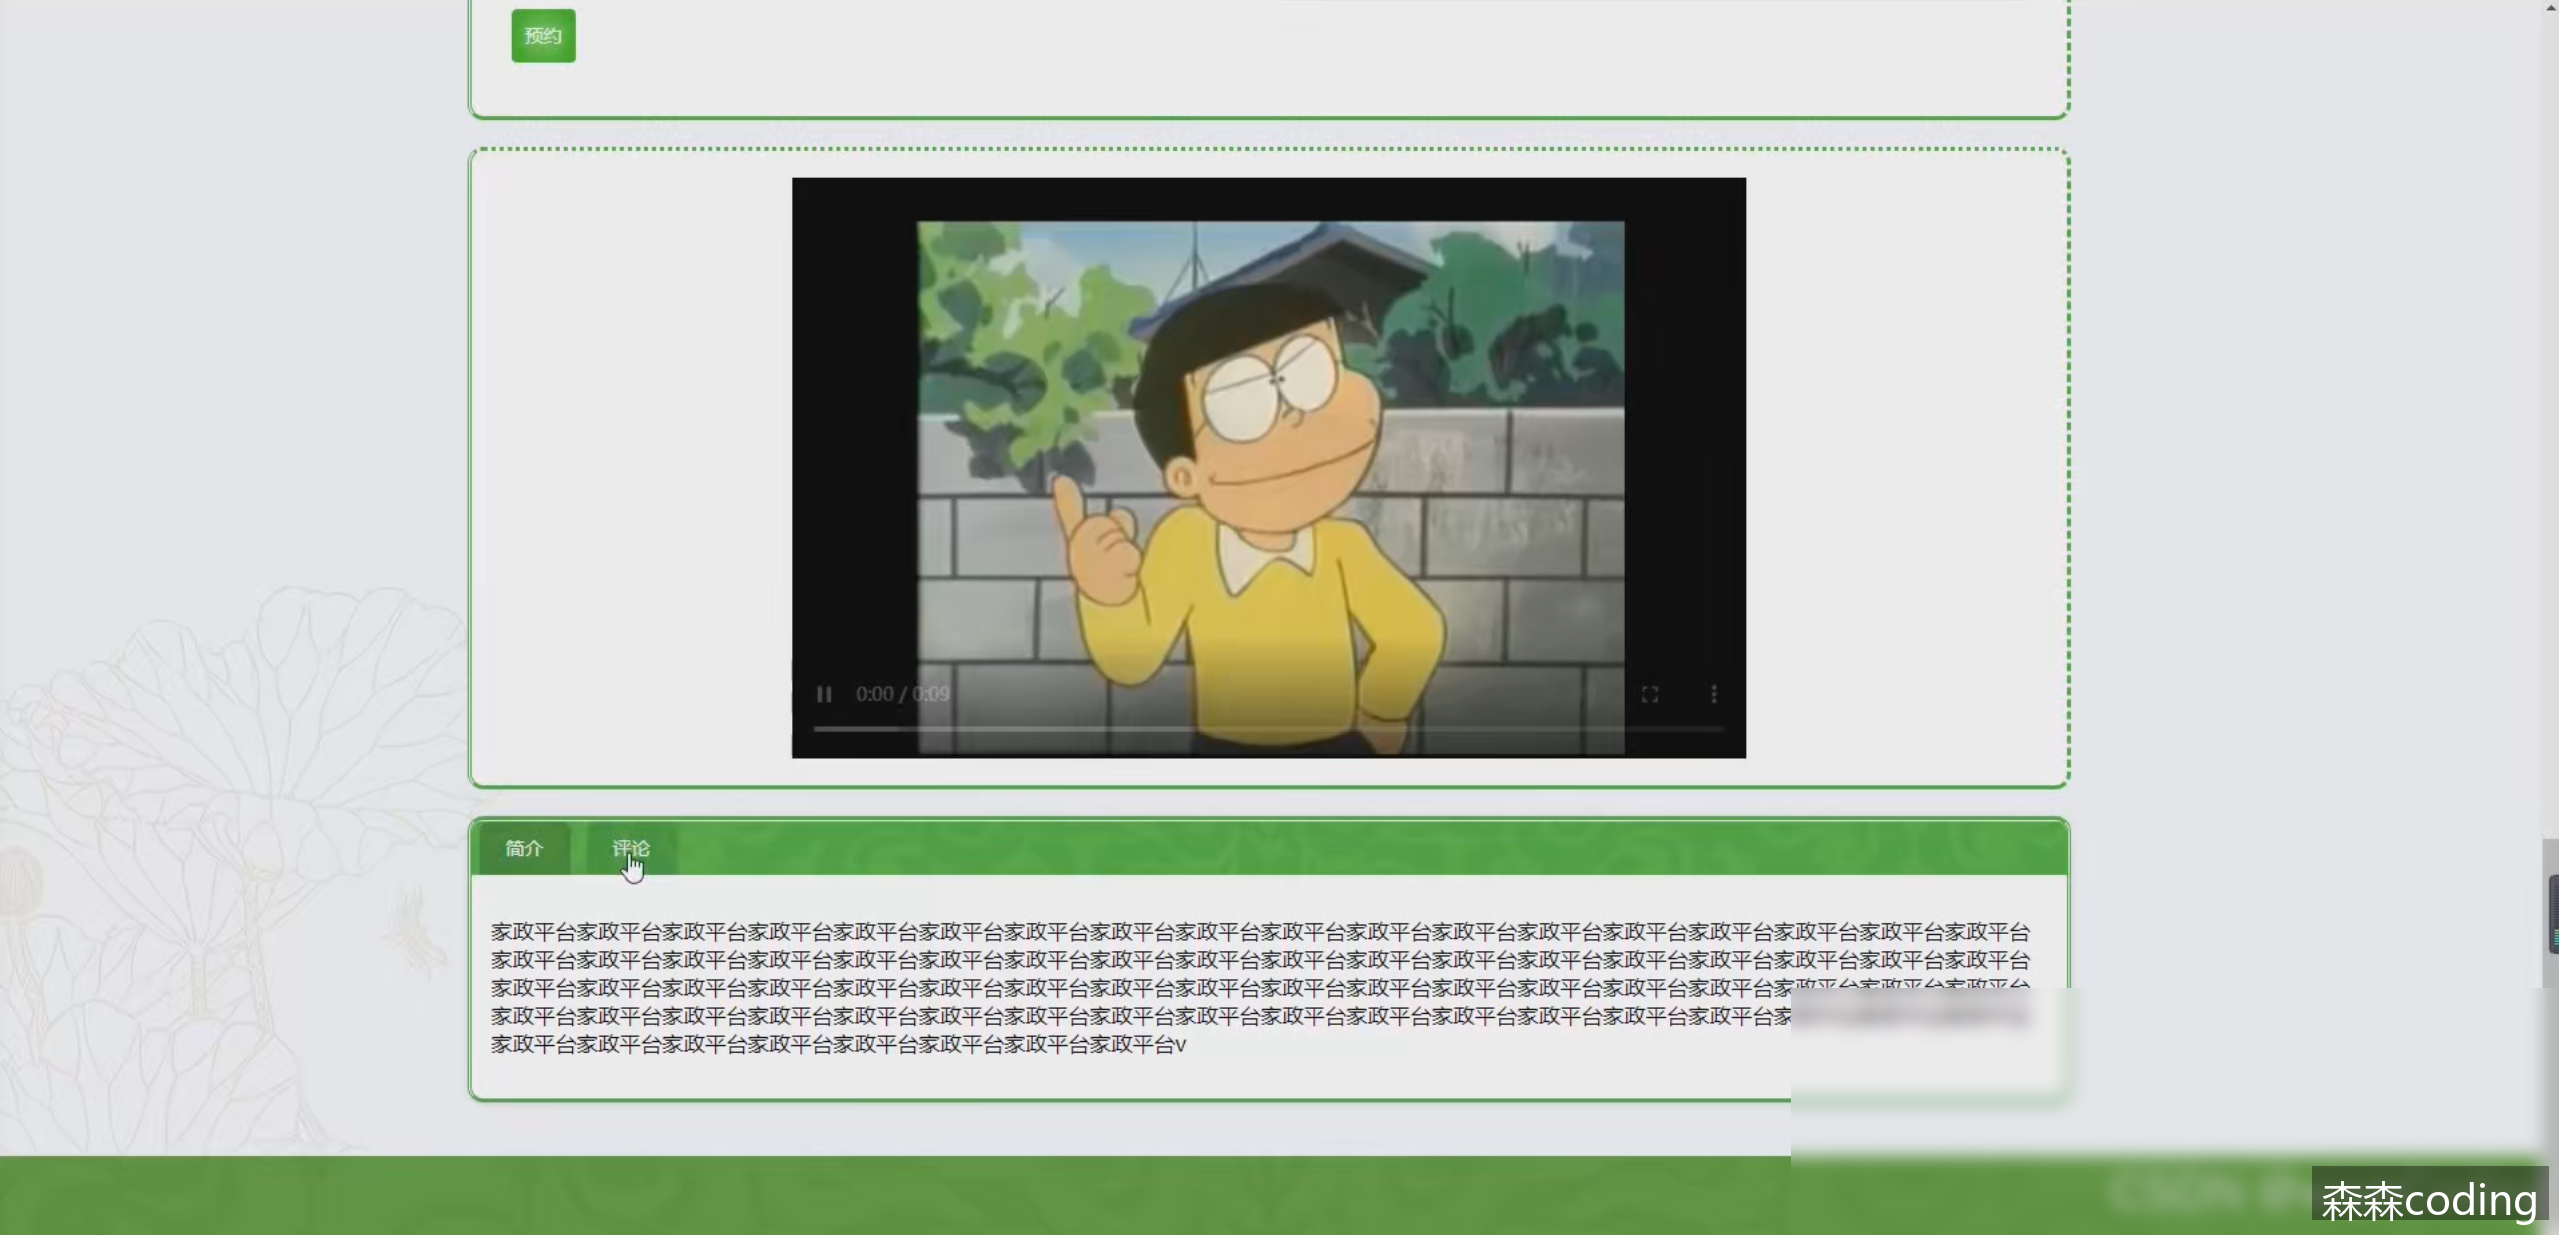 预约
0:00 / 0:09
简介 评论
家政平台家政平台家政平台家政平台家政平台家政平台家政平台家政平台家政平台家政平台家政平台家政平台家政平台家政平台家政平台家政平台家政平台家政平台
家政平台家政平台家政平台家政平台家政平台家政平台家政平台家政平台家政平台家政平台家政平台家政平台家政平台家政平台家政平台家政平台家政平台家政平台
家政平台家政平台家政平台家政平台家政平台家政平台家政平台家政平台家政平台家政平台家政平台家政平台家政平台家政平台家政平台家政平台家政平台家政平台
家政平台家政平台家政平台家政平台家政平台家政平台家政平台家政平台家政平台家政平台家政平台家政平台家政平台家政平台家政平台家
家政平台家政平台家政平台家政平台家政平台家政平台家政平台家政平台v
森森coding